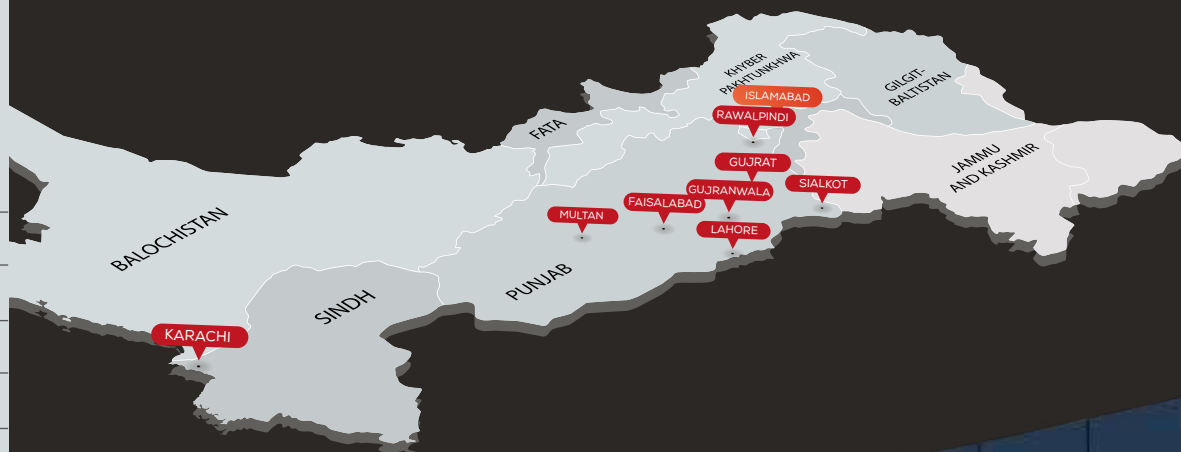 KHYBER
PAKHTUNKHWA
GILGIT-
BALTISTAN
ISLAMABAD
RAWALPINDI
FATA
JAMMU
AND KASHMIR
GUJRAT
SIALKOT
GUJRANWALA
FAISALABAD
MULTAN
LAHORE
BALOCHISTAN
PUNJAB
SINDH
KARACHI